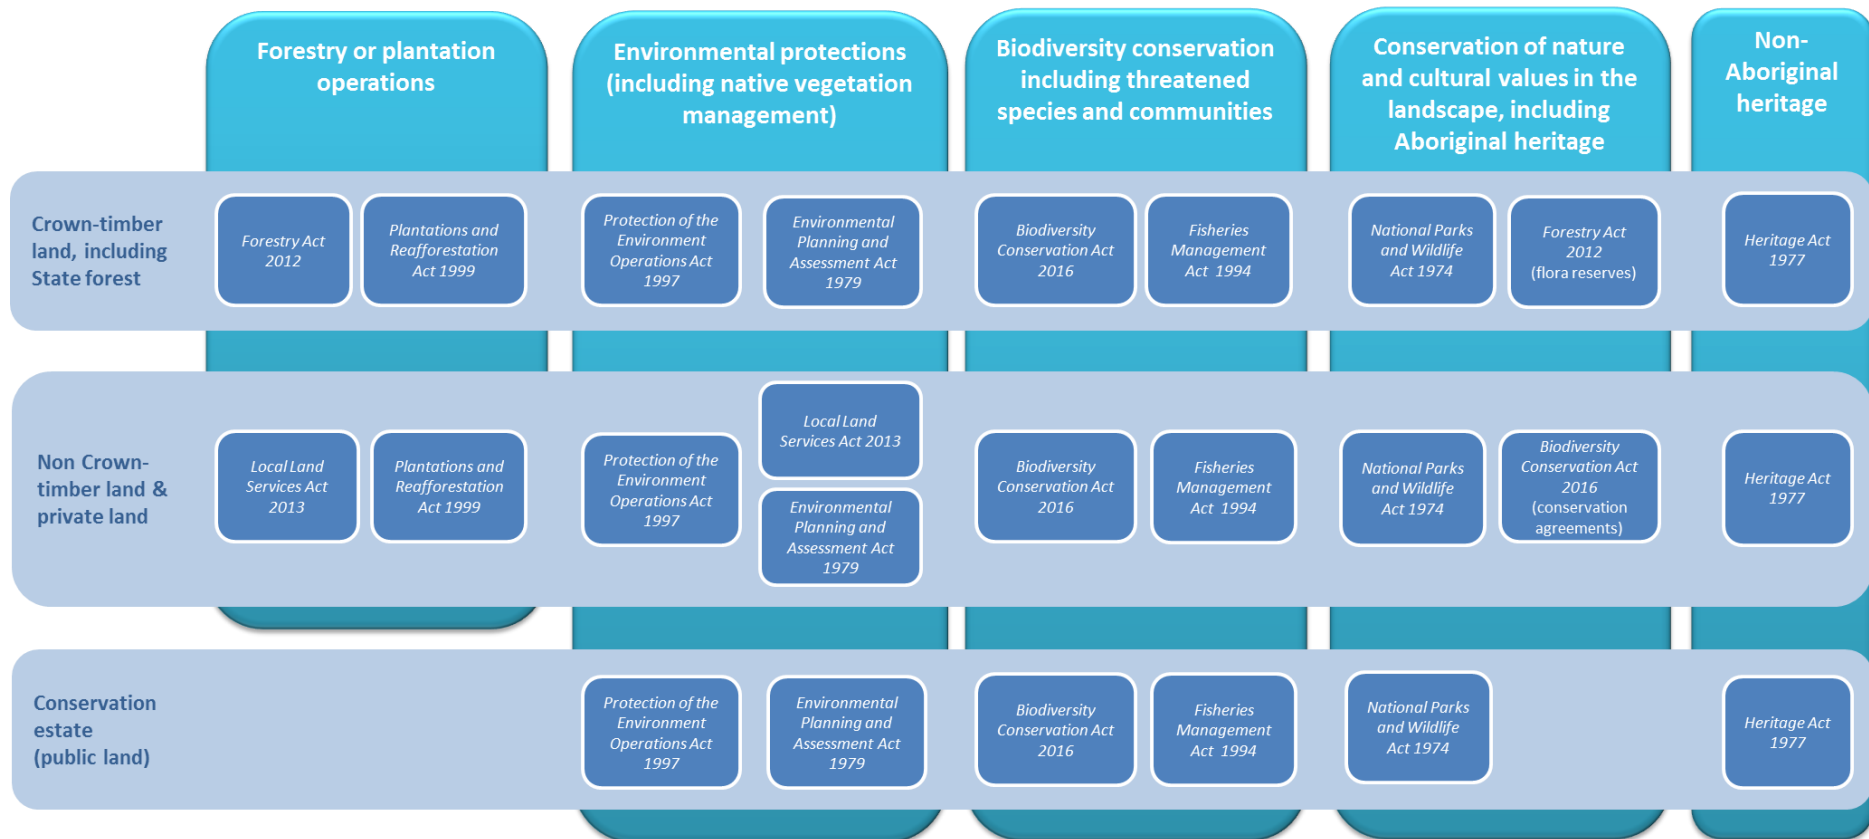 Forestry or plantation
operations
Environmental protections
(including native vegetation
management)
Biodiversity conservation
including threatened
species and communities
Conservation of nature
and cultural values in the
landscape, including
Aboriginal heritage
Non-
Aboriginal
heritage
Crown-timber
land, including
State forest
Forestry Act
2012
Plantations and
Reafforestation
Act 1999
Protection of the
Environment
Operations Act
1997
Environmental
Planning and
Assessment Act
1979
Biodiversity
Conservation Act
2016
Fisheries
Management
Act 1994
National Parks
and Wildlife
Act 1974
Forestry Act
2012
(flora reserves)
Heritage Act
1977
Non Crown-
timber land &
private land
Local Land
Services Act
2013
Plantations and
Reafforestation
Act 1999
Protection of the
Environment
Operations Act
1997
Local Land
Services Act 2013
Environmental
Planning and
Assessment Act
1979
Biodiversity
Conservation Act
2016
Fisheries
Management
Act 1994
National Parks
and Wildlife
Act 1974
Biodiversity
Conservation Act
2016
(conservation
agreements)
Heritage Act
1977
Conservation
estate
(public land)
Protection of the
Environment
Operations Act
1997
Environmental
Planning and
Assessment Act
1979
Biodiversity
Conservation Act
2016
Fisheries
Management
Act 1994
National Parks
and Wildlife
Act 1974
Heritage Act
1977